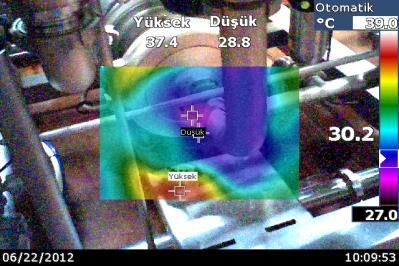 Yüksek Düşük Otomatik
37.4 28.8 °C 39.0
Düşük
30.2
Yüksek
27.0
06/22/2012 10:09:53